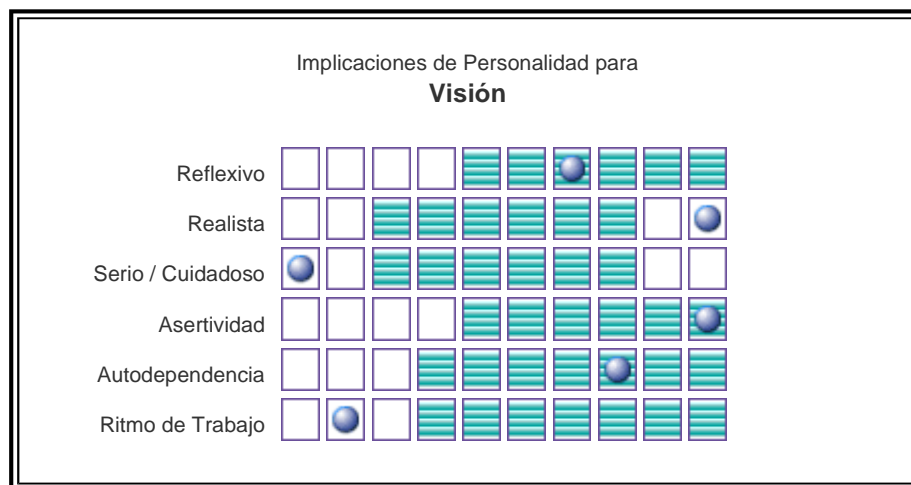 Implicaciones de Personalidad para
Visión
Reflexivo
Realista
Serio / Cuidadoso
Asertividad
Autodependencia
Ritmo de Trabajo